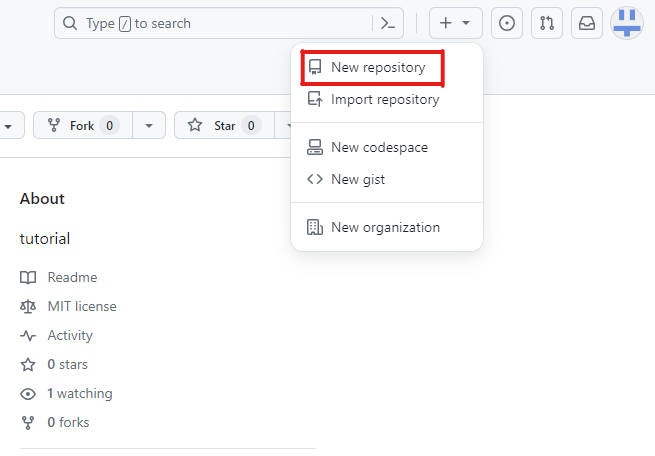 Type / to search
New repository
Import repository
New codespace
New gist
New organization
Fork 0
Star 0
About
tutorial
Readme
MIT license
Activity
0 stars
1 watching
0 forks